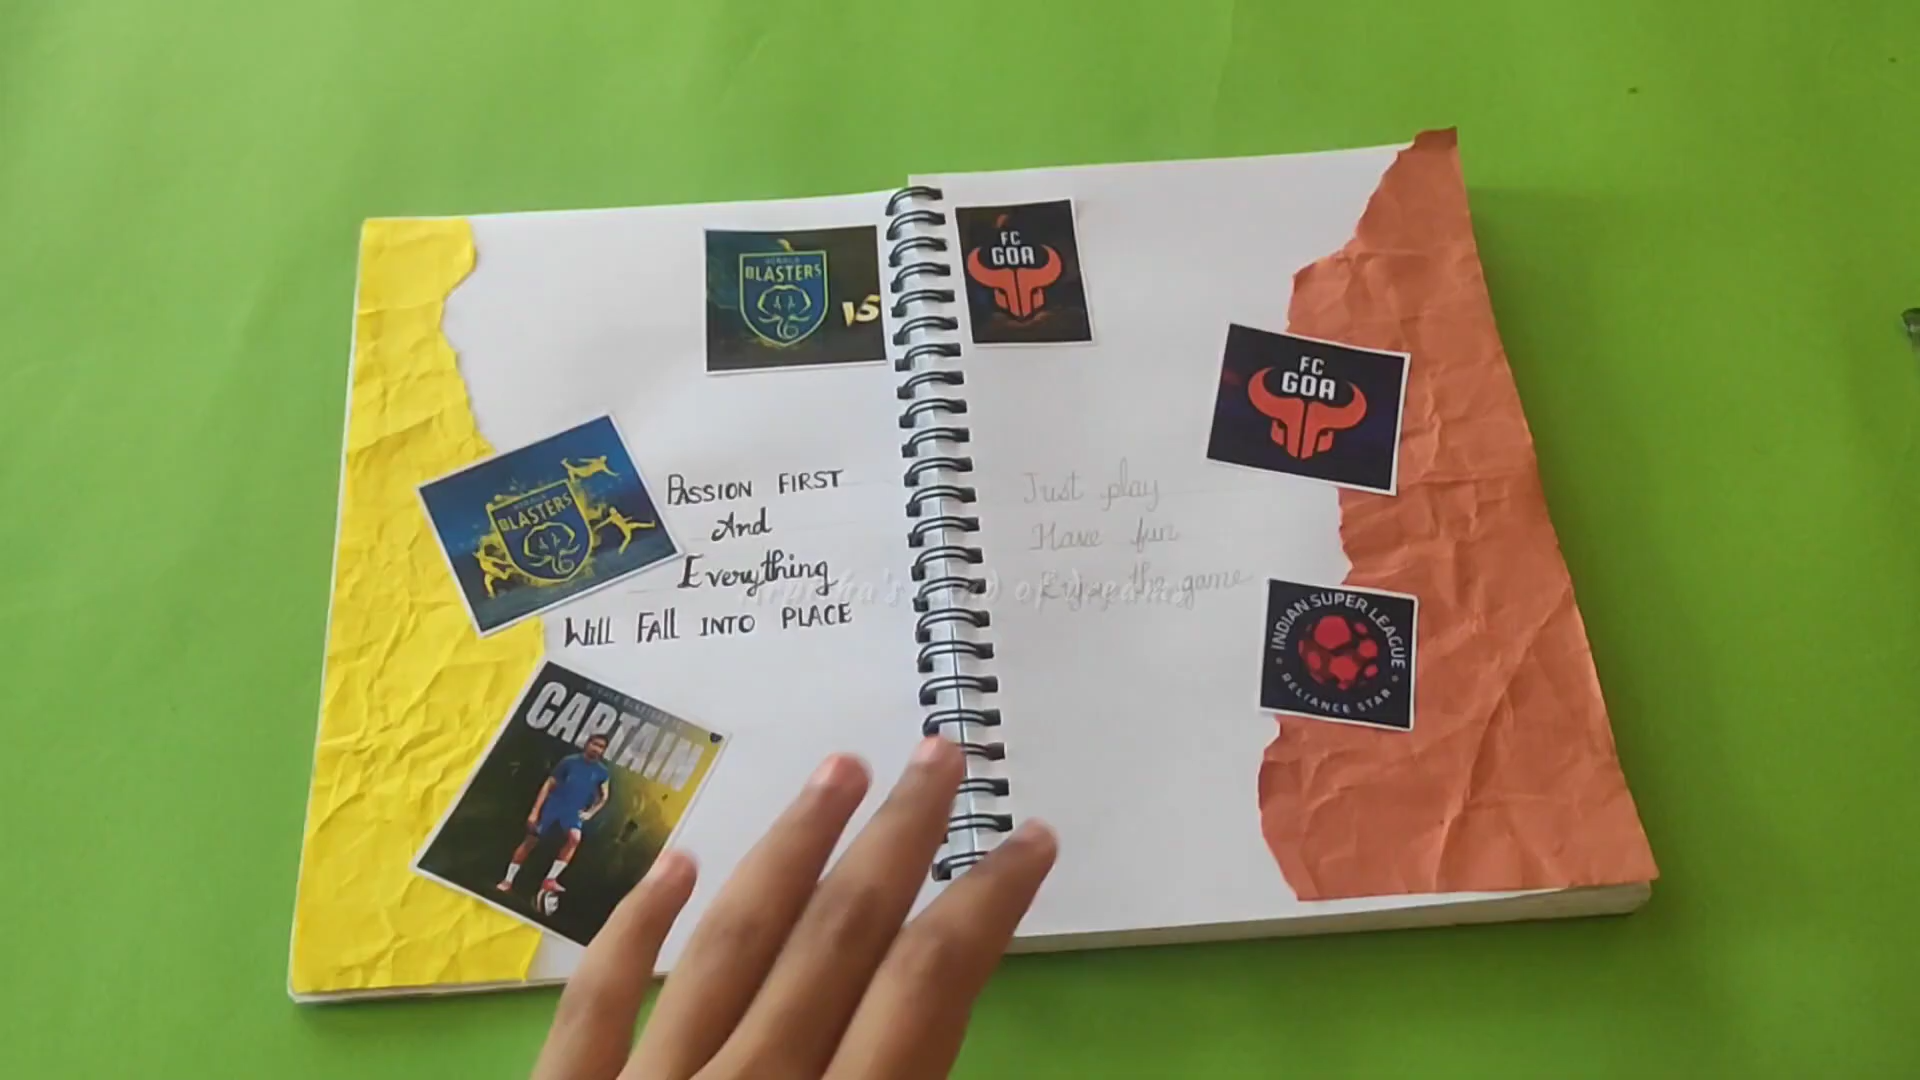 KERALA
BLASTERS
VS
FC
GOA
FC
GOA
BLASTERS
PASSION FIRST
And
Everything
Will Fall INTO PLACE
Just play
Have fun
Enjoy the game
INDIAN SUPER LEAGUE
RELIANCE STAR
CAPTAIN